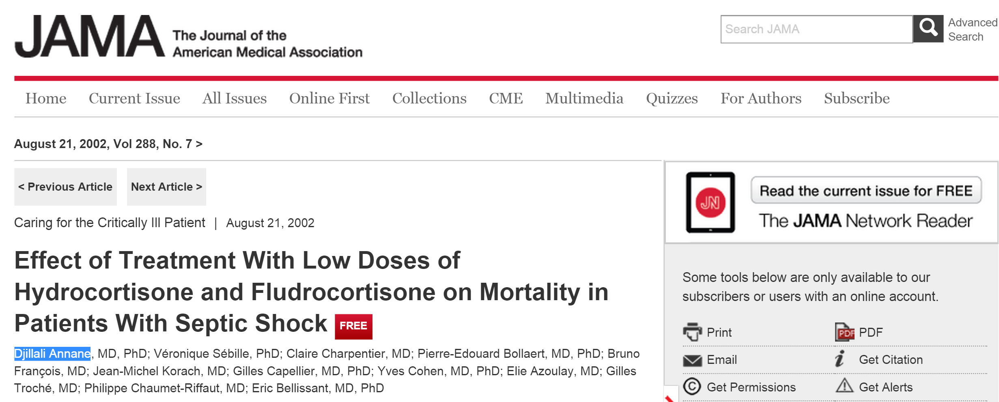 JAMA The Journal of the
American Medical Association
Search JAMA
Advanced
Search
Home Current Issue All Issues Online First Collections CME Multimedia Quizzes For Authors Subscribe
August 21, 2002, Vol 288, No. 7 >
< Previous Article Next Article >
Caring for the Critically Ill Patient | August 21, 2002
Effect of Treatment With Low Doses of
Hydrocortisone and Fludrocortisone on Mortality in
Patients With Septic Shock FREE
Djillali Annane, MD, PhD; Véronique Sébille, PhD; Claire Charpentier, MD; Pierre-Edouard Bollaert, MD, PhD; Bruno
François, MD; Jean-Michel Korach, MD; Gilles Capellier, MD, PhD; Yves Cohen, MD, PhD; Elie Azoulay, MD; Gilles
Troché, MD; Philippe Chaumet-Riffaut, MD; Eric Bellissant, MD, PhD
JN
Read the current issue for FREE
The JAMA Network Reader
Some tools below are only available to our
subscribers or users with an online account.
Print PDF PDF
Email i Get Citation
© Get Permissions Get Alerts